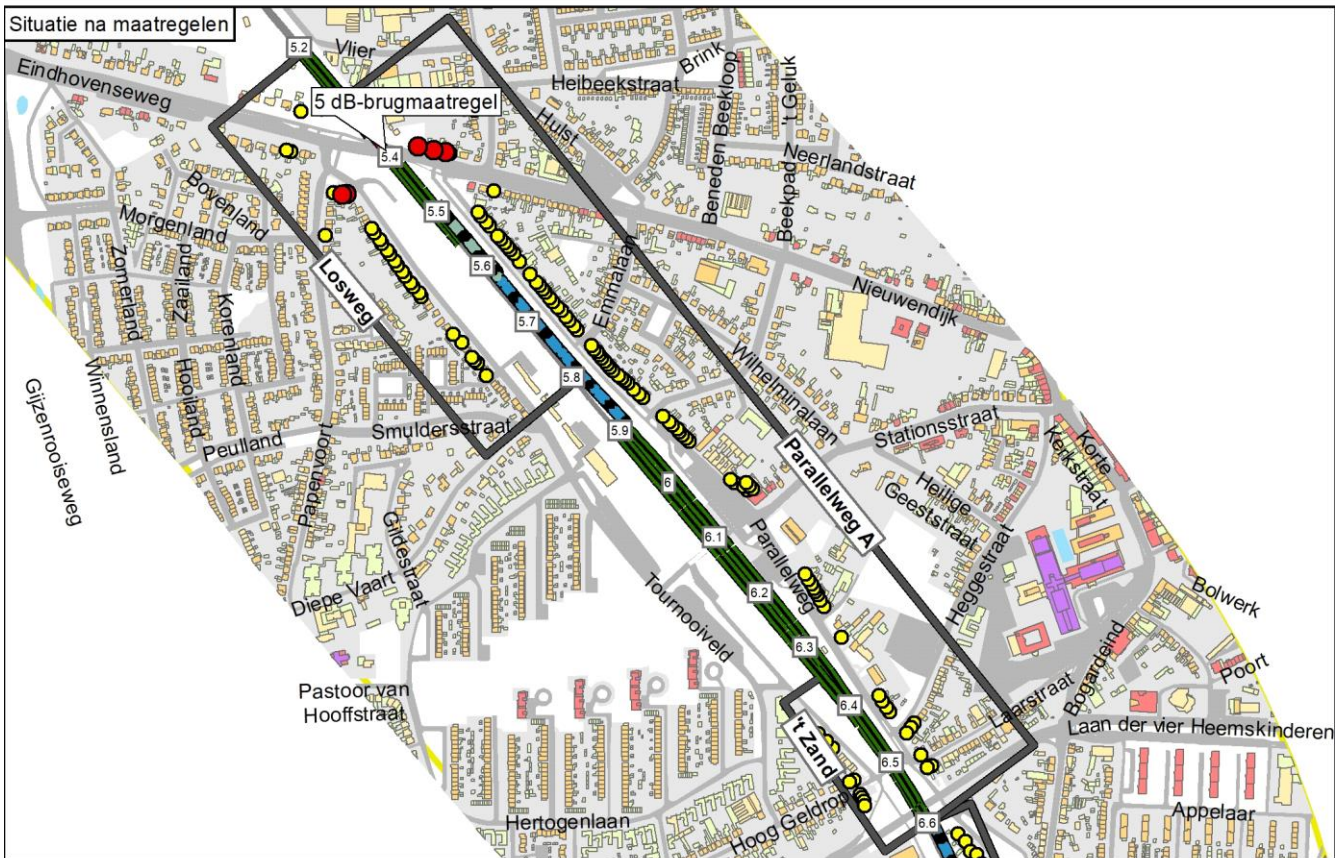 Situatie na maatregelen
5.2
Vlier
Eindhovenseweg
Heibeekstraat
Brink
Beneden Beekloop
't Geluk
5 dB-brugmaatregel
Hulst
5.4
Neerlandstraat
Beekpad
Bovenland
Morgenland
5.5
Zomerland
Zaailand
Korenland
Losweg
5.6
Emmalaan
Nieuwendijk
5.7
Winnensland
Hooiland
Gijzenrooiseweg
5.8
Wilhelminalaan
Peulland
Papenvoort
Smuldersstraat
5.9
Stationsstraat
Korte
Kerkstraat
Parallelweg A
6
Heilige
Geeststraat
Gildestraat
6.1
Parallelweg
Heggestraat
Diepe Vaart
Tournooiveld
6.2
Bolwerk
6.3
Bogardeind
Poort
Pastoor van
Hooffstraat
6.4
Laarstraat
Laan der vier Heemskinderen
't Zand
6.5
Hertogenlaan
Hoog Geldrop
6.6
Appelaar